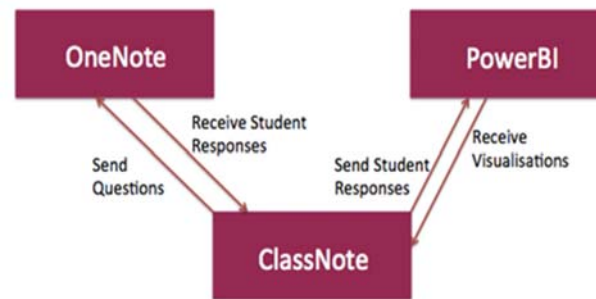 OneNote
PowerBI
Receive Student
Responses
Send
Questions
Send Student
Responses
Receive
Visualisations
ClassNote